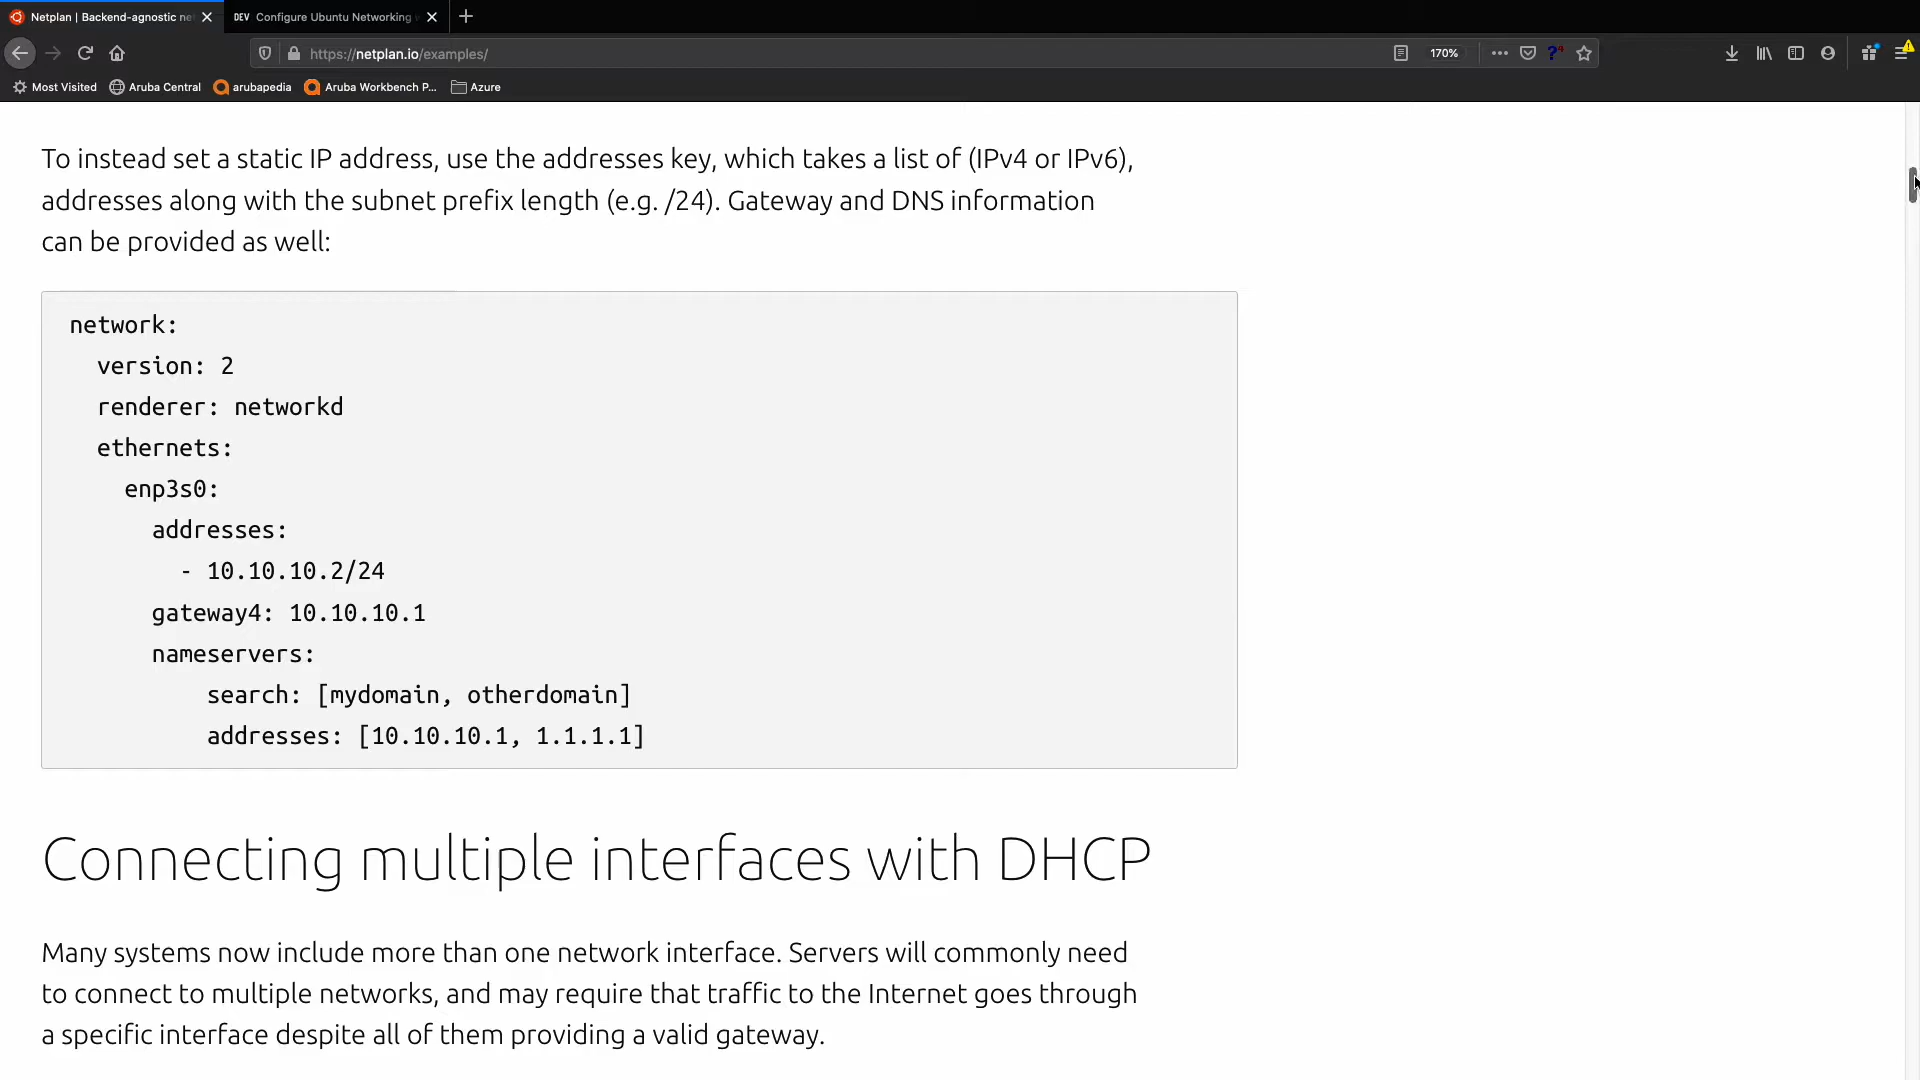 Netplan | Backend-agnostic ne
DEV Configure Ubuntu Networking
https://netplan.io/examples/
170%
Most Visited
Aruba Central
arubapedia
Aruba Workbench P...
Azure
To instead set a static IP address, use the addresses key, which takes a list of (IPv4 or IPv6),
addresses along with the subnet prefix length (e.g. /24). Gateway and DNS information
can be provided as well:
network:
  version: 2
  renderer: networkd
  ethernets:
    enp3s0:
      addresses:
        - 10.10.10.2/24
      gateway4: 10.10.10.1
      nameservers:
          search: [mydomain, otherdomain]
          addresses: [10.10.10.1, 1.1.1.1]
Connecting multiple interfaces with DHCP
Many systems now include more than one network interface. Servers will commonly need
to connect to multiple networks, and may require that traffic to the Internet goes through
a specific interface despite all of them providing a valid gateway.